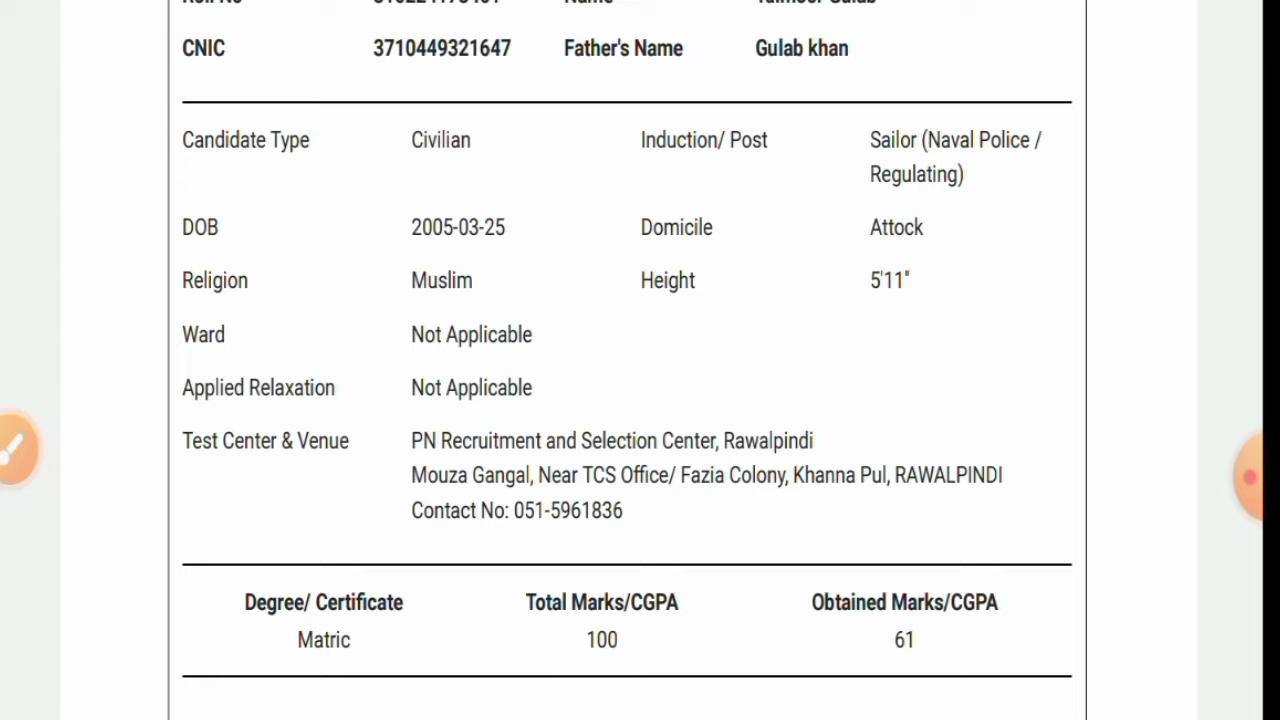 CNIC 3710449321647 Father's Name Gulab khan
Candidate Type Civilian Induction/ Post Sailor (Naval Police /
Regulating)
DOB 2005-03-25 Domicile Attock
Religion Muslim Height 5'11"
Ward Not Applicable
Applied Relaxation Not Applicable
Test Center & Venue PN Recruitment and Selection Center, Rawalpindi
Mouza Gangal, Near TCS Office/ Fazia Colony, Khanna Pul, RAWALPINDI
Contact No: 051-5961836
Degree/ Certificate Total Marks/CGPA Obtained Marks/CGPA
Matric 100 61